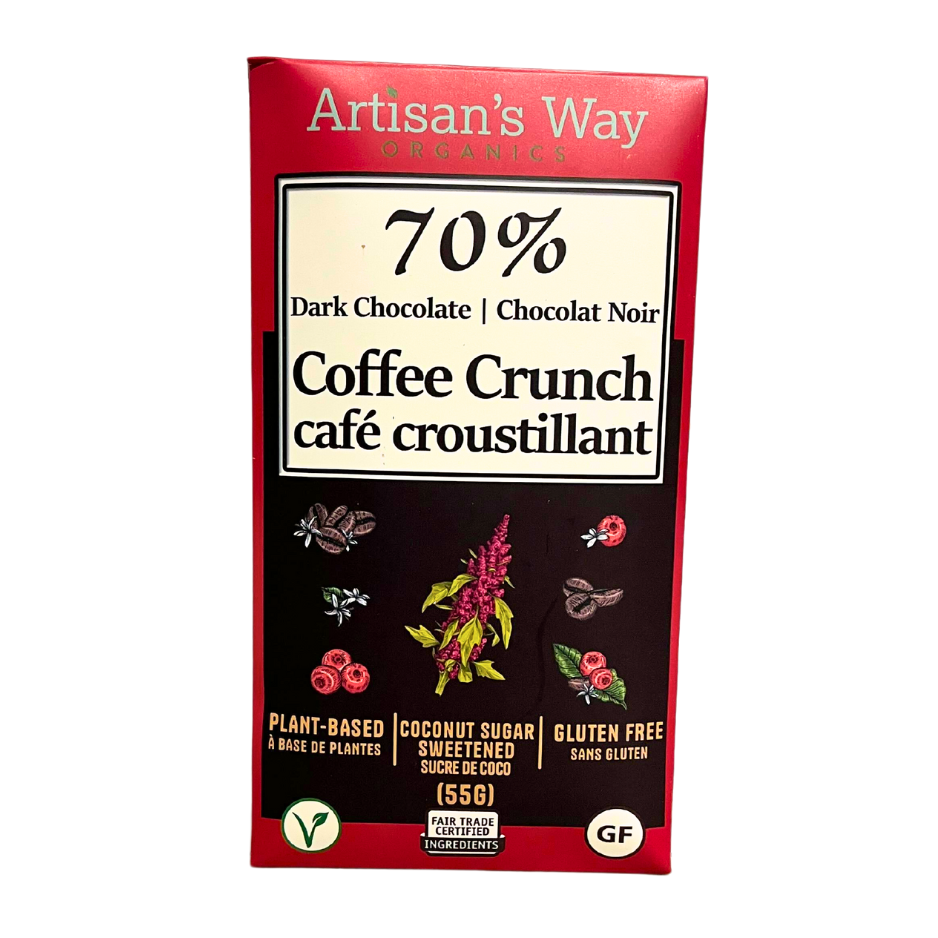 Artisan's Way
ORGANICS
70%
Dark Chocolate | Chocolat Noir
Coffee Crunch
café croustillant
PLANT-BASED
À BASE DE PLANTES
COCONUT SUGAR
SWEETENED
SUCRE DE COCO
GLUTEN FREE
SANS GLUTEN
(55G)
V
FAIR TRADE
CERTIFIED
INGREDIENTS
GF